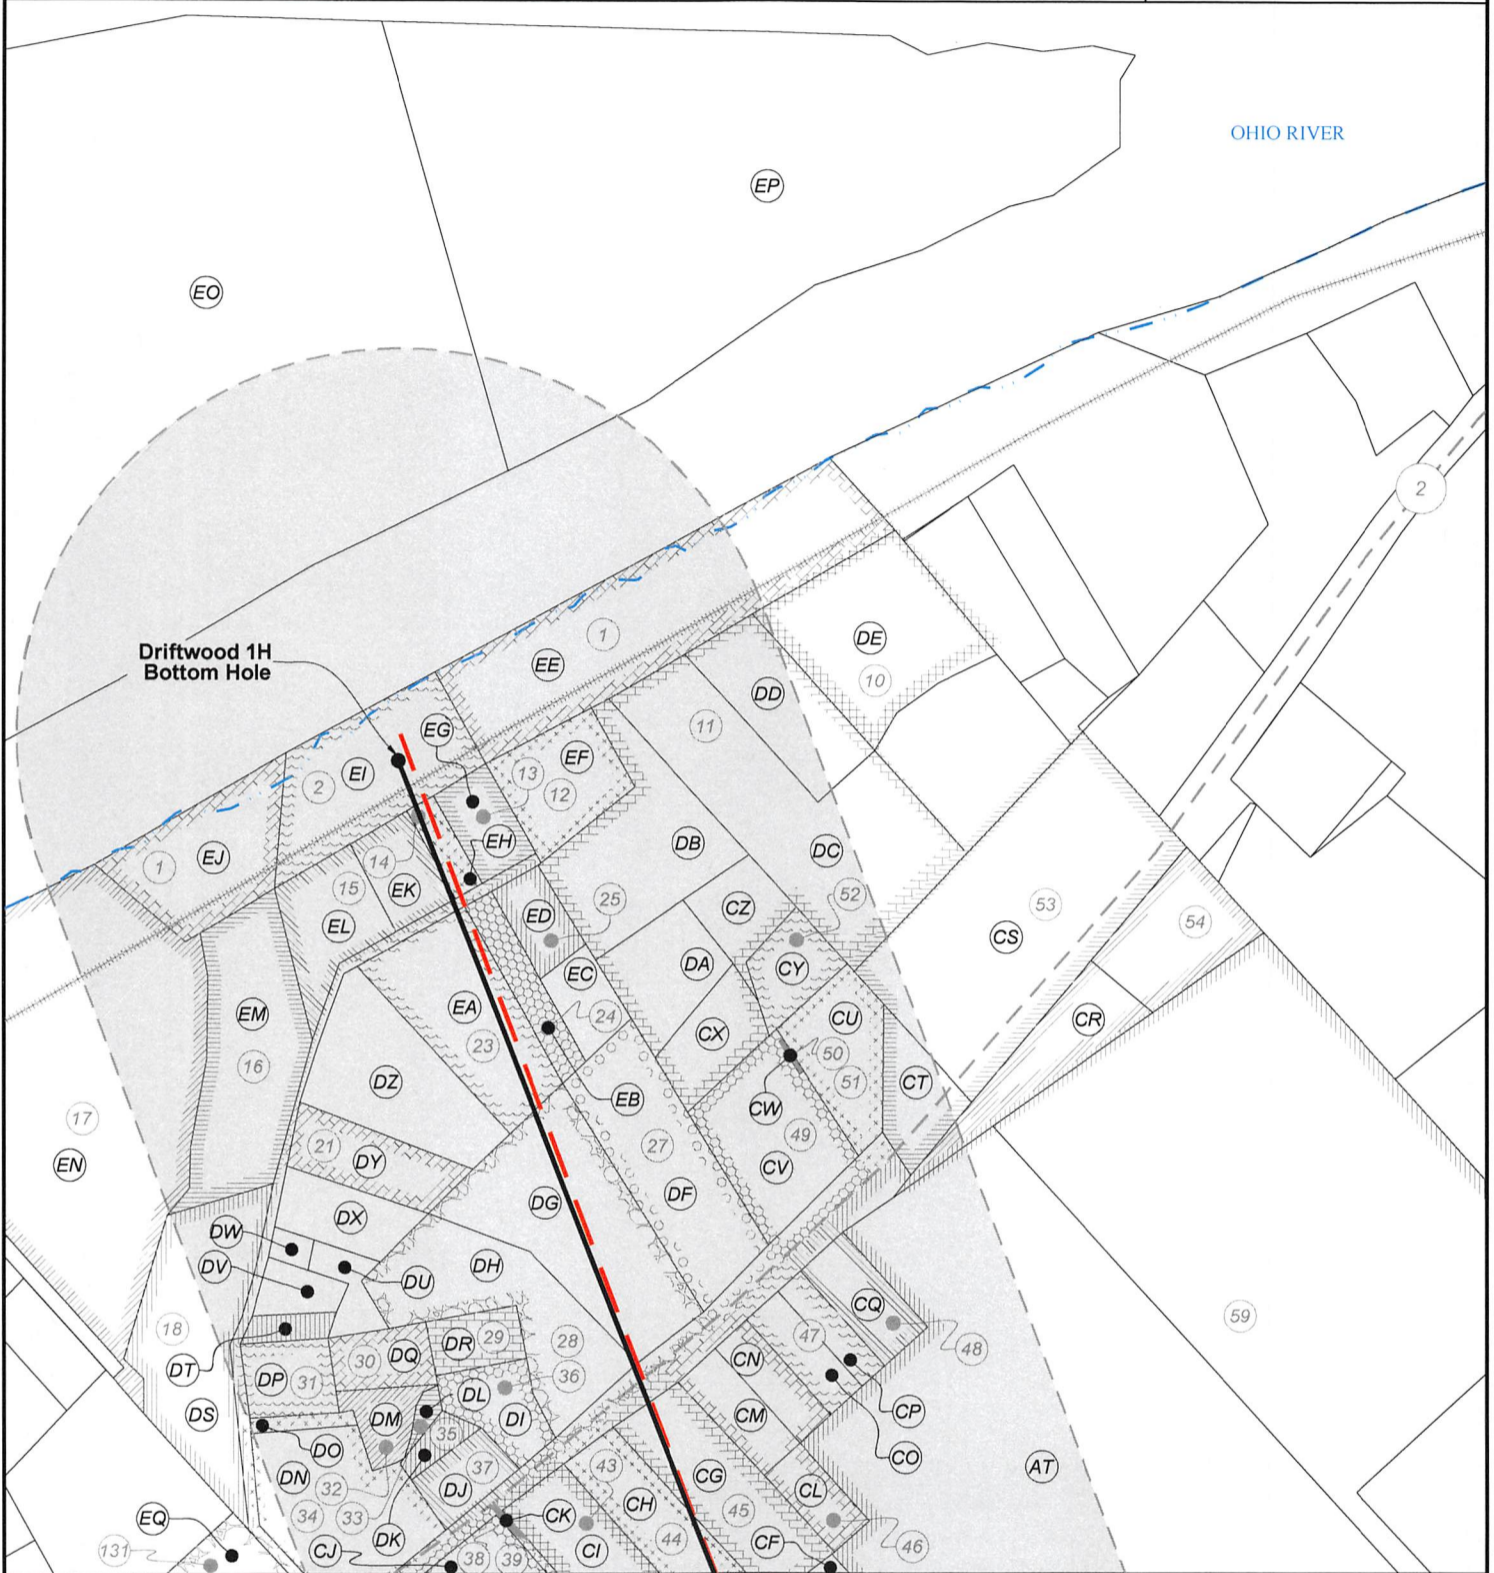 OHIO RIVER
EP
EO
2
Driftwood 1H
Bottom Hole
1
EE
DE
10
DD
11
EG
EF
13
12
EI
2
EH
DB
DC
EJ
1
14
15
EK
EL
25
52
CZ
ED
53
54
CS
DA
CY
EC
EM
EA
24
CU
CR
23
CX
50
16
51
CT
DZ
EB
CW
17
49
21
DY
27
CV
EN
DF
DG
DX
DW
DV
DU
DH
CQ
59
18
47
48
DR
29
28
DT
30
DQ
CN
DP
31
36
DL
DS
DM
DI
CM
CP
35
DO
CO
DN
37
43
CG
AT
32
DJ
CH
CL
34
33
EQ
DK
CK
45
44
CF
46
131
CJ
38
39
CI